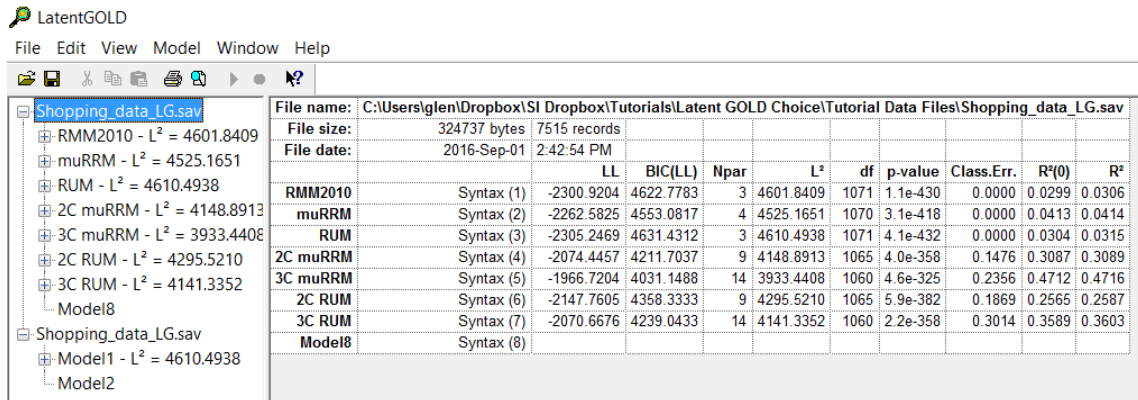 LatentGOLD
File Edit View Model Window Help
Shopping_data_LG.sav
RMM2010 - L² = 4601.8409
muRRM - L² = 4525.1651
RUM - L² = 4610.4938
2C muRRM - L² = 4148.8913
3C muRRM - L² = 3933.4408
2C RUM - L² = 4295.5210
3C RUM - L² = 4141.3352
Model8
Shopping_data_LG.sav
Model1 - L² = 4610.4938
Model2
File name: C:\Users\glen\Dropbox\SI Dropbox\Tutorials\Latent GOLD Choice\Tutorial Data Files\Shopping_data_LG.sav
File size: 324737 bytes 7515 records
File date: 2016-Sep-01 2:42:54 PM
LL BIC(LL) Npar L² df p-value Class.Err. R²(0) R²
RMM2010 Syntax (1) -2300.9204 4622.7783 3 4601.8409 1071 1.1e-430 0.0000 0.0299 0.0306
muRRM Syntax (2) -2262.5825 4553.0817 4 4525.1651 1070 3.1e-418 0.0000 0.0413 0.0414
RUM Syntax (3) -2305.2469 4631.4312 3 4610.4938 1071 4.1e-432 0.0000 0.0304 0.0315
2C muRRM Syntax (4) -2074.4457 4211.7037 9 4148.8913 1065 4.0e-358 0.1476 0.3087 0.3089
3C muRRM Syntax (5) -1966.7204 4031.1488 14 3933.4408 1060 4.6e-325 0.2356 0.4712 0.4716
2C RUM Syntax (6) -2147.7605 4358.3333 9 4295.5210 1065 5.9e-382 0.1869 0.2565 0.2587
3C RUM Syntax (7) -2070.6676 4239.0433 14 4141.3352 1060 2.2e-358 0.3014 0.3589 0.3603
Model8 Syntax (8)